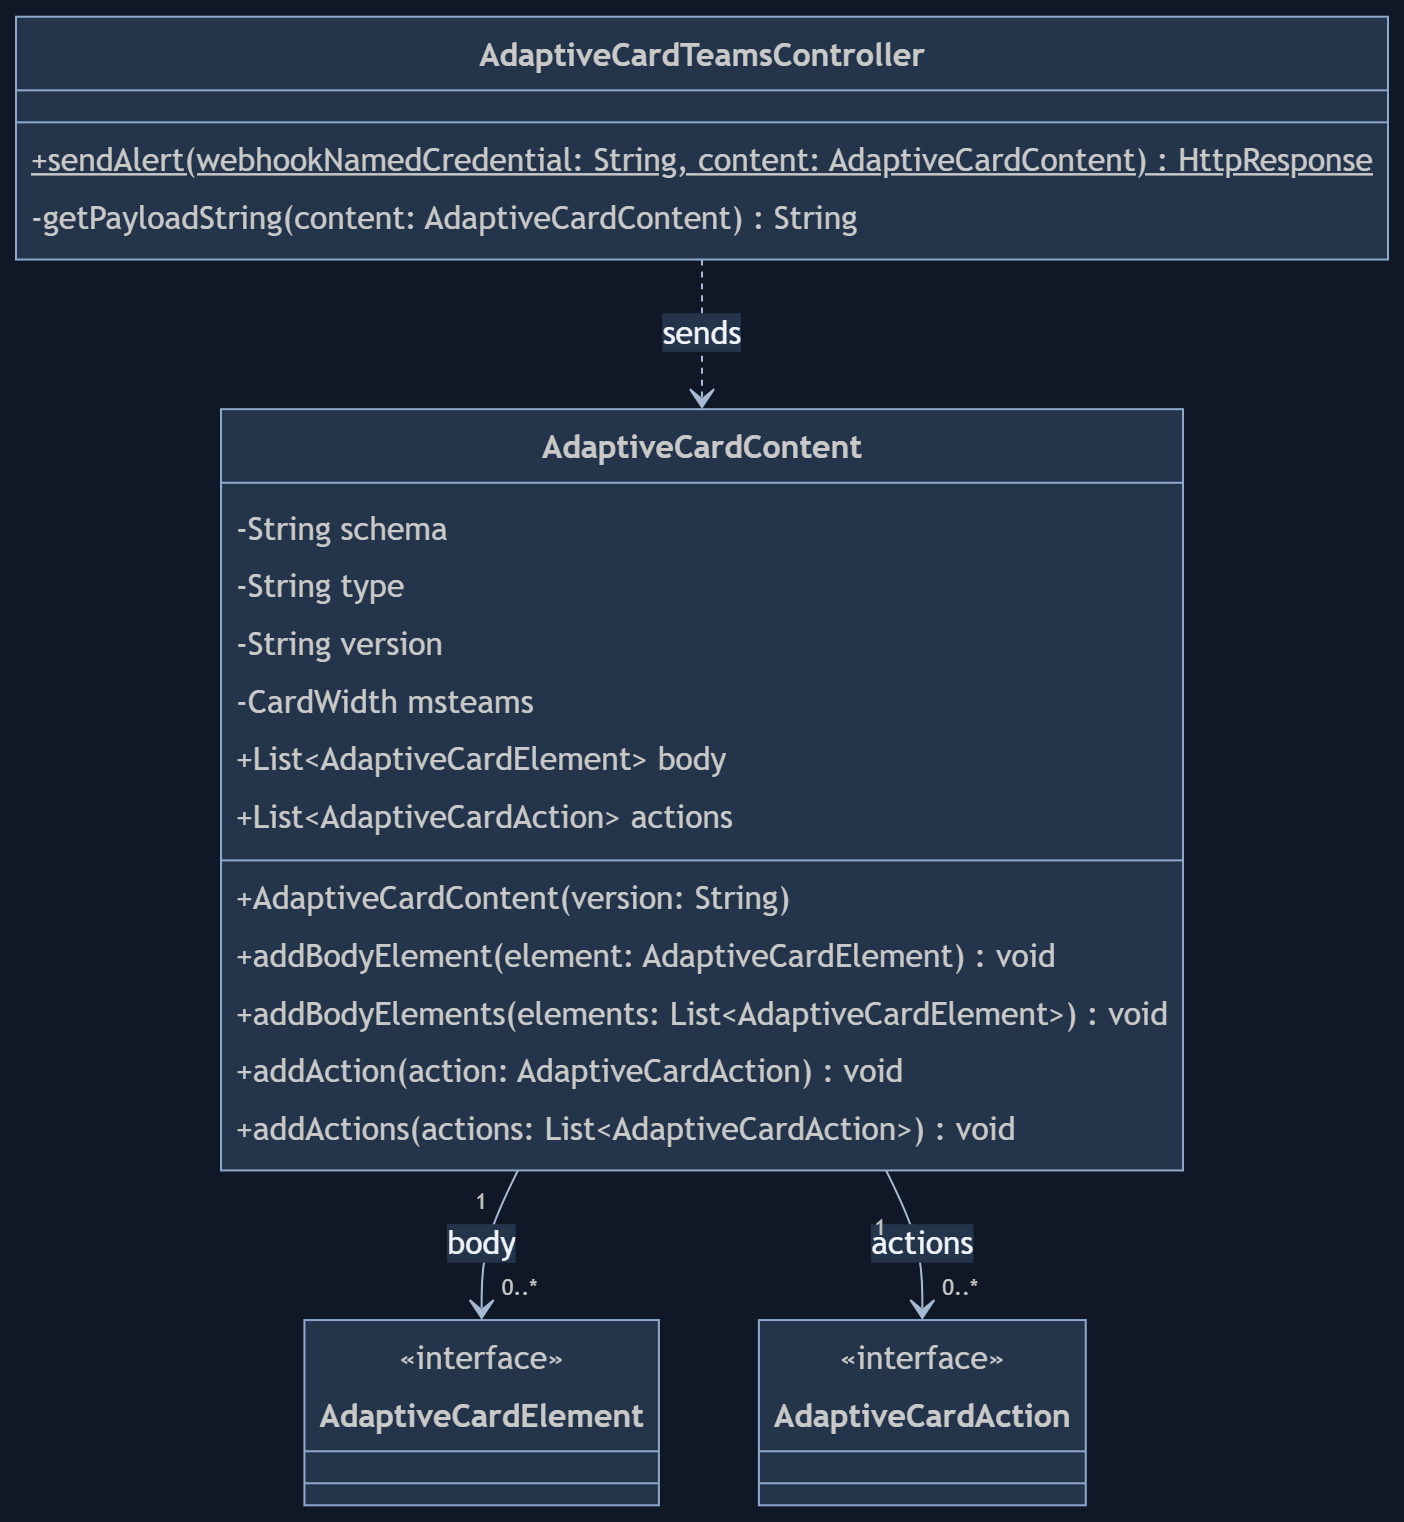 AdaptiveCardTeamsController
+sendAlert(webhookNamedCredential: String, content: AdaptiveCardContent) : HttpResponse
-getPayloadString(content: AdaptiveCardContent) : String
sends
AdaptiveCardContent
-String schema
-String type
-String version
-CardWidth msteams
+List<AdaptiveCardElement> body
+List<AdaptiveCardAction> actions
+AdaptiveCardContent(version: String)
+addBodyElement(element: AdaptiveCardElement) : void
+addBodyElements(elements: List<AdaptiveCardElement>) : void
+addAction(action: AdaptiveCardAction) : void
+addActions(actions: List<AdaptiveCardAction>) : void
1
body
0..*
1
actions
0..*
«interface»
AdaptiveCardElement
«interface»
AdaptiveCardAction